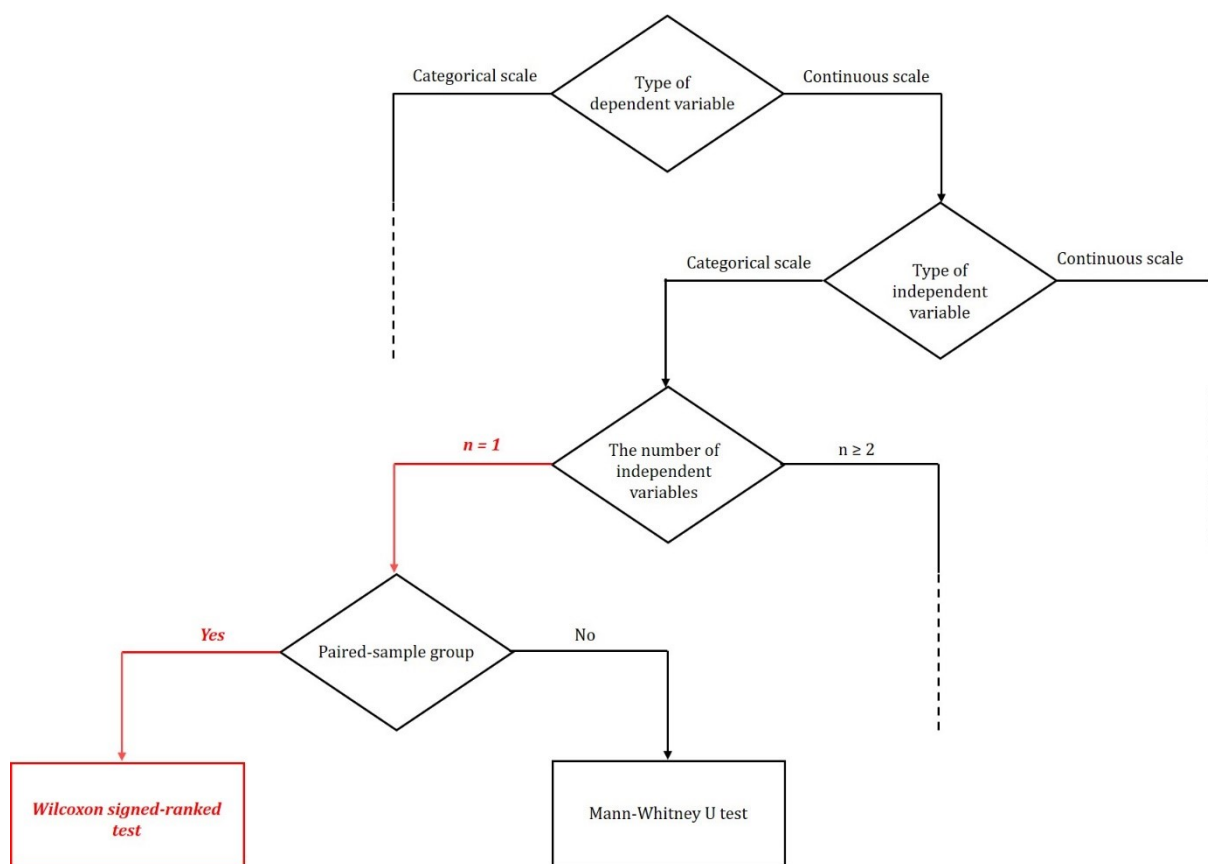 Categorical scale
Type of
dependent variable
Continuous scale
Categorical scale
Type of
independent
variable
Continuous scale
n = 1
The number of
independent
variables
n ≥ 2
Yes
Paired-sample group
No
Wilcoxon signed-ranked
test
Mann-Whitney U test